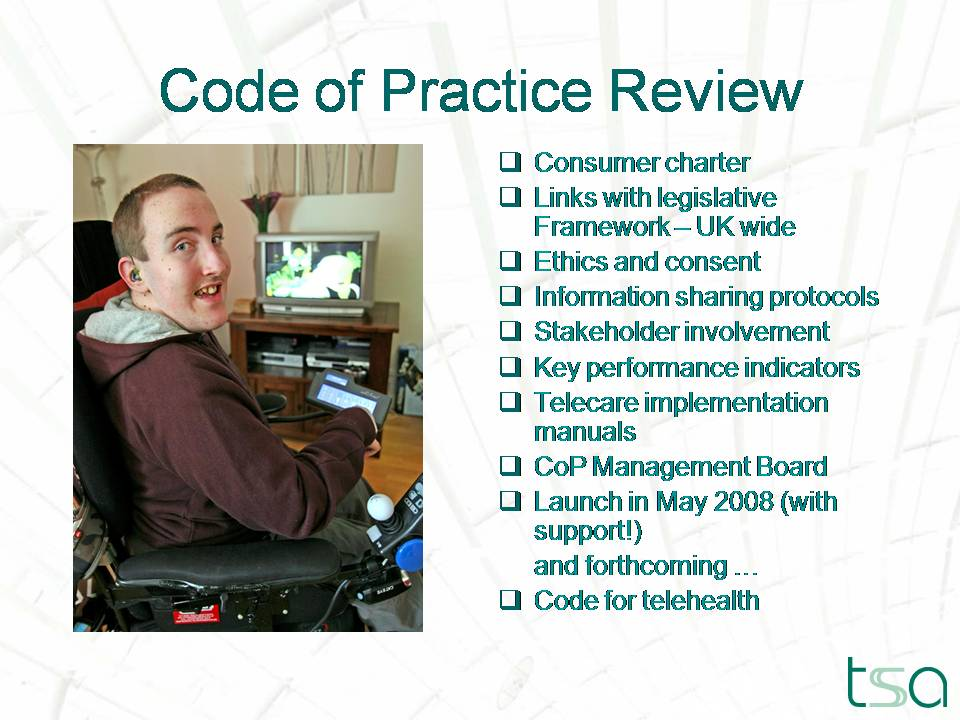 Code of Practice Review
❑ Consumer charter
❑ Links with legislative
Framework – UK wide
❑ Ethics and consent
❑ Information sharing protocols
❑ Stakeholder involvement
❑ Key performance indicators
❑ Telecare implementation
manuals
❑ CoP Management Board
❑ Launch in May 2008 (with
support!)
and forthcoming ...
❑ Code for telehealth
tsa